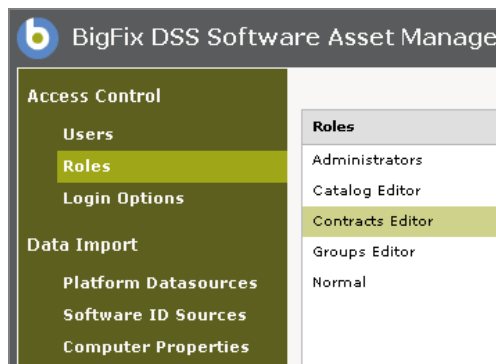 BigFix DSS Software Asset Manage
Access Control
Users
Roles
Login Options
Data Import
Platform Datasources
Software ID Sources
Computer Properties
Roles
Administrators
Catalog Editor
Contracts Editor
Groups Editor
Normal